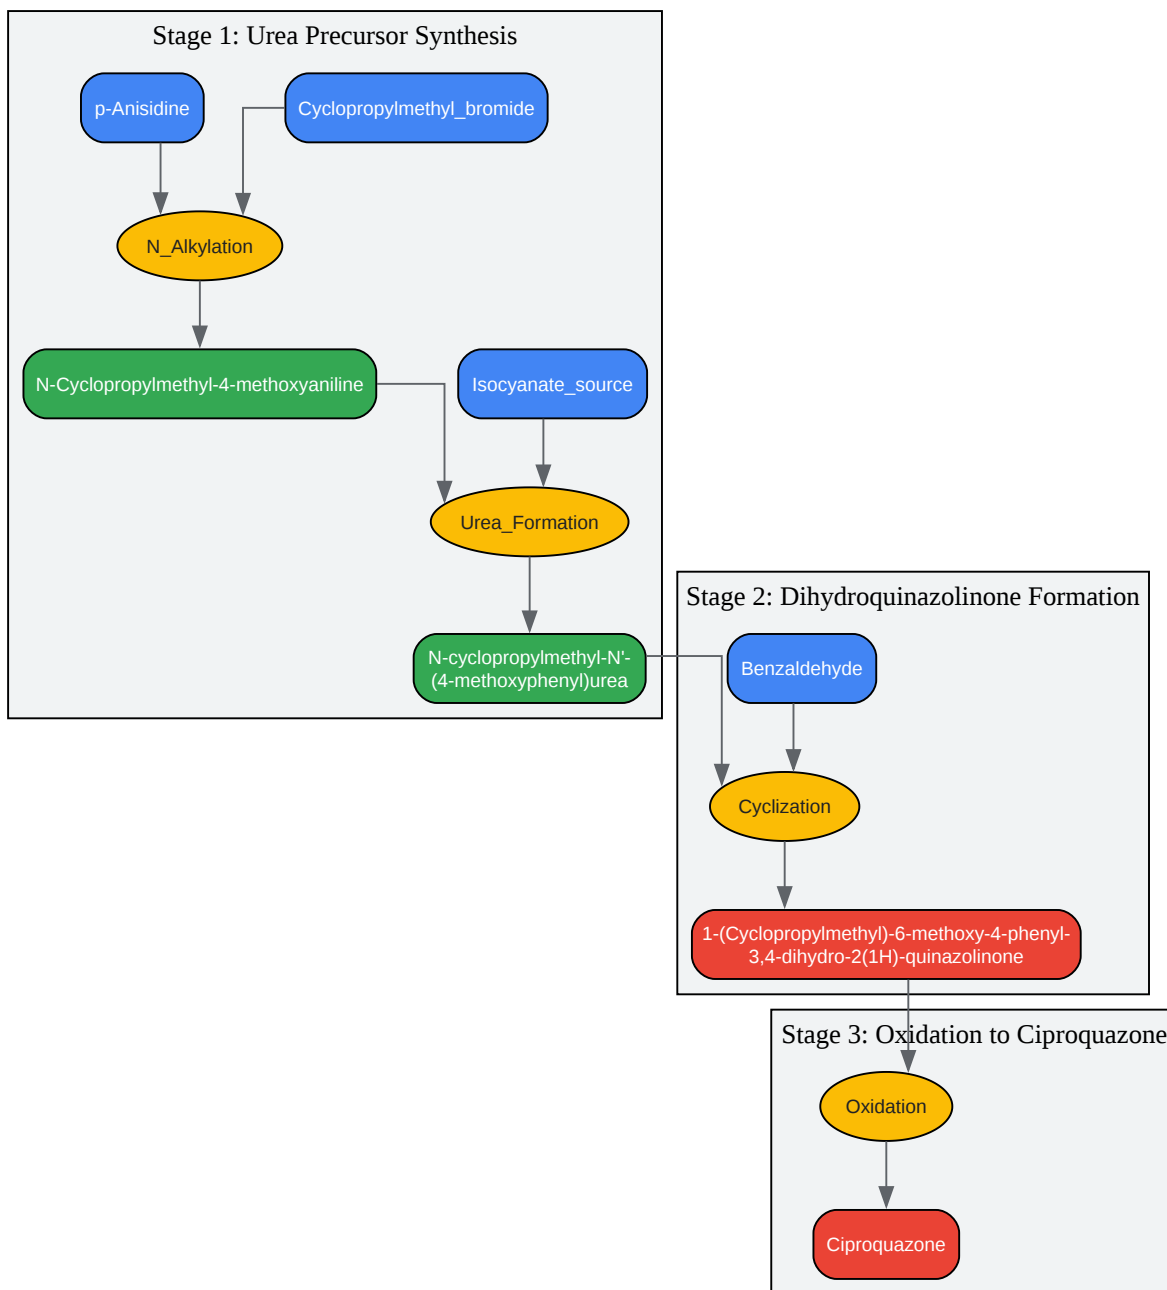 Stage 1: Urea Precursor Synthesis
p-Anisidine
Cyclopropylmethyl_bromide
N_Alkylation
N-Cyclopropylmethyl-4-methoxyaniline
Isocyanate_source
Urea_Formation
N-cyclopropylmethyl-N'-
(4-methoxyphenyl)urea
Stage 2: Dihydroquinazolinone Formation
Benzaldehyde
Cyclization
1-(Cyclopropylmethyl)-6-methoxy-4-phenyl-
3,4-dihydro-2(1H)-quinazolinone
Stage 3: Oxidation to Ciproquazone
Oxidation
Ciproquazone